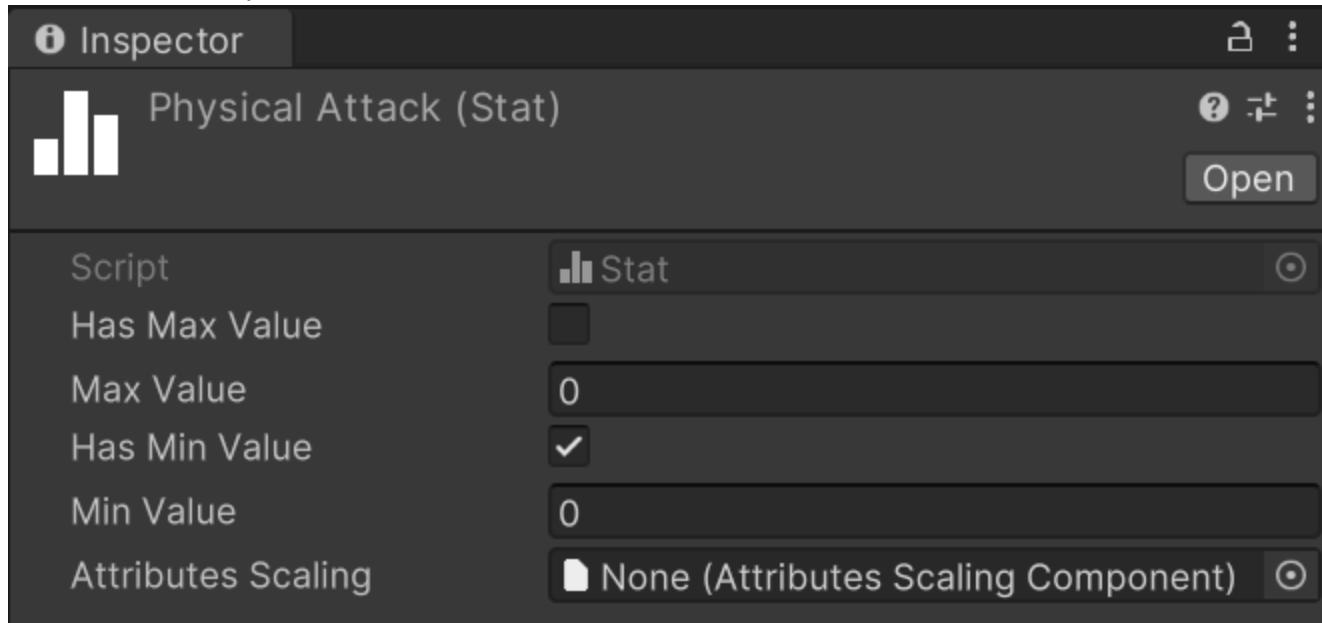 Inspector
Physical Attack (Stat)
Open
Script Stat
Has Max Value
Max Value 0
Has Min Value
Min Value 0
Attributes Scaling None (Attributes Scaling Component)